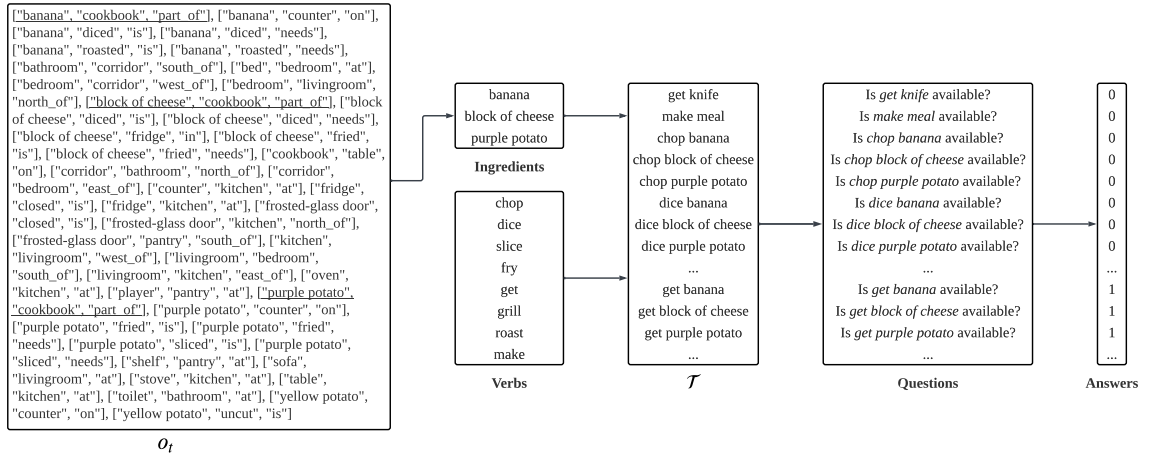 ["banana", "cookbook", "part_of"], ["banana", "counter", "on"],
["banana", "diced", "is"], ["banana", "diced", "needs"],
["banana", "roasted", "is"], ["banana", "roasted", "needs"],
["bathroom", "corridor", "south_of"], ["bed", "bedroom", "at"],
["bedroom", "corridor", "west_of"], ["bedroom", "livingroom",
"north_of"], ["block of cheese", "cookbook", "part_of"], ["block
of cheese", "diced", "is"], ["block of cheese", "diced", "needs"],
["block of cheese", "fridge", "in"], ["block of cheese", "fried",
"is"], ["block of cheese", "fried", "needs"], ["cookbook", "table",
"on"], ["corridor", "bathroom", "north_of"], ["corridor",
"bedroom", "east_of"], ["counter", "kitchen", "at"], ["fridge",
"closed", "is"], ["fridge", "kitchen", "at"], ["frosted-glass door",
"closed", "is"], ["frosted-glass door", "kitchen", "north_of"],
["frosted-glass door", "pantry", "south_of"], ["kitchen",
"livingroom", "west_of"], ["livingroom", "bedroom",
"south_of"], ["livingroom", "kitchen", "east_of"], ["oven",
"kitchen", "at"], ["player", "pantry", "at"], ["purple potato",
"cookbook", "part_of"], ["purple potato", "counter", "on"],
["purple potato", "fried", "is"], ["purple potato", "fried",
"needs"], ["purple potato", "sliced", "is"], ["purple potato",
"sliced", "needs"], ["shelf", "pantry", "at"], ["sofa",
"livingroom", "at"], ["stove", "kitchen", "at"], ["table",
"kitchen", "at"], ["toilet", "bathroom", "at"], ["yellow potato",
"counter", "on"], ["yellow potato", "uncut", "is"]
o_t
banana
block of cheese
purple potato
Ingredients
chop
dice
slice
fry
get
grill
roast
make
Verbs
get knife
make meal
chop banana
chop block of cheese
chop purple potato
dice banana
dice block of cheese
dice purple potato
...
get banana
get block of cheese
get purple potato
...
𝒯
Is get knife available?
Is make meal available?
Is chop banana available?
Is chop block of cheese available?
Is chop purple potato available?
Is dice banana available?
Is dice block of cheese available?
Is dice purple potato available?
...
Is get banana available?
Is get block of cheese available?
Is get purple potato available?
...
Questions
0
0
0
0
0
0
0
0
...
1
1
1
...
Answers